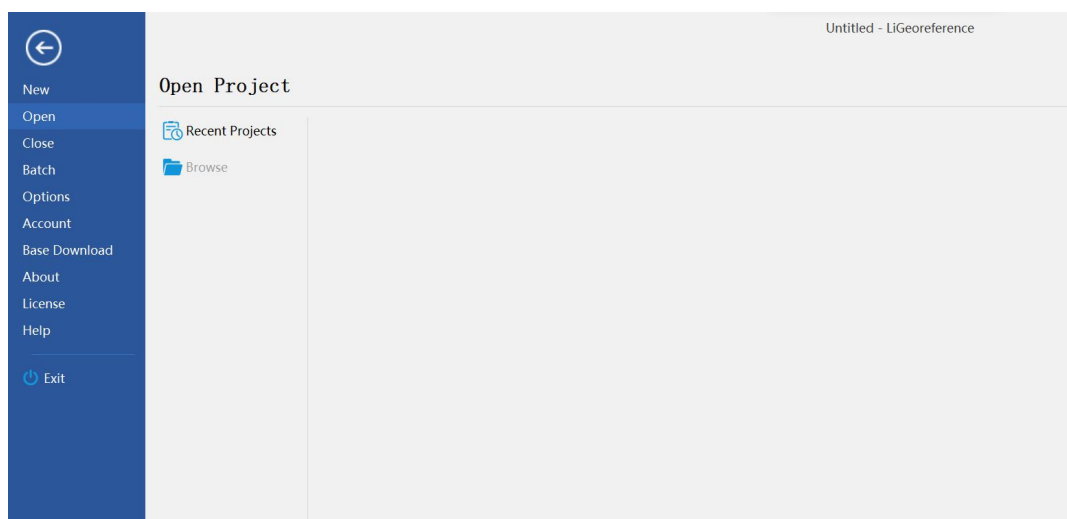 Untitled - LiGeoreference
New
Open
Close
Batch
Options
Account
Base Download
About
License
Help
Exit
Open Project
Recent Projects
Browse